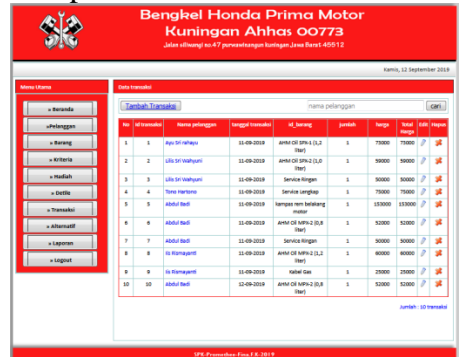 Bengkel Honda Prima Motor
Kuningan Ahhas 00773
Jalan siliwangi no.47 purwawinangun kuningan Jawa Barat 45512
Kamis, 12 September 2019
Menu Utama
Data transaksi
» Beranda
»Pelanggan
» Barang
» Kriteria
» Hadiah
» Detile
» Transaksi
» Alternatif
» Laporan
» Logout
Tambah Transaksi nama pelanggan cari
No id transaksi Nama pelanggan tanggal transaksi id_barang jumlah harga Total Harga Edit Hapus
1 1 Ayu Sri rahayu 11-09-2019 AHM Oil SPX-1 (1,2 liter) 1 75000 75000
2 2 Lilis Sri Wahyuni 11-09-2019 AHM Oil SPX-2 (1,0 liter) 1 59000 59000
3 3 Lilis Sri Wahyuni 11-09-2019 Service Ringan 1 50000 50000
4 4 Tono Hartono 11-09-2019 Service Lengkap 1 75000 75000
5 5 Abdul Badi 11-09-2019 kampas rem belakang motor 1 153000 153000
6 6 Abdul Badi 11-09-2019 AHM Oil MPX-2 (0,8 liter) 1 52000 52000
7 7 Abdul Badi 11-09-2019 Service Ringan 1 50000 50000
8 8 Iis Rismayanti 11-09-2019 AHM Oil MPX-2 (1,2 liter) 1 60000 60000
9 9 Iis Rismayanti 11-09-2019 Kabel Gas 1 25000 25000
10 10 Abdul Badi 12-09-2019 AHM Oil MPX-2 (0,8 liter) 1 52000 52000
Jumlah : 10 transaksi
SPK-Promethee-Fina.F.K-2019